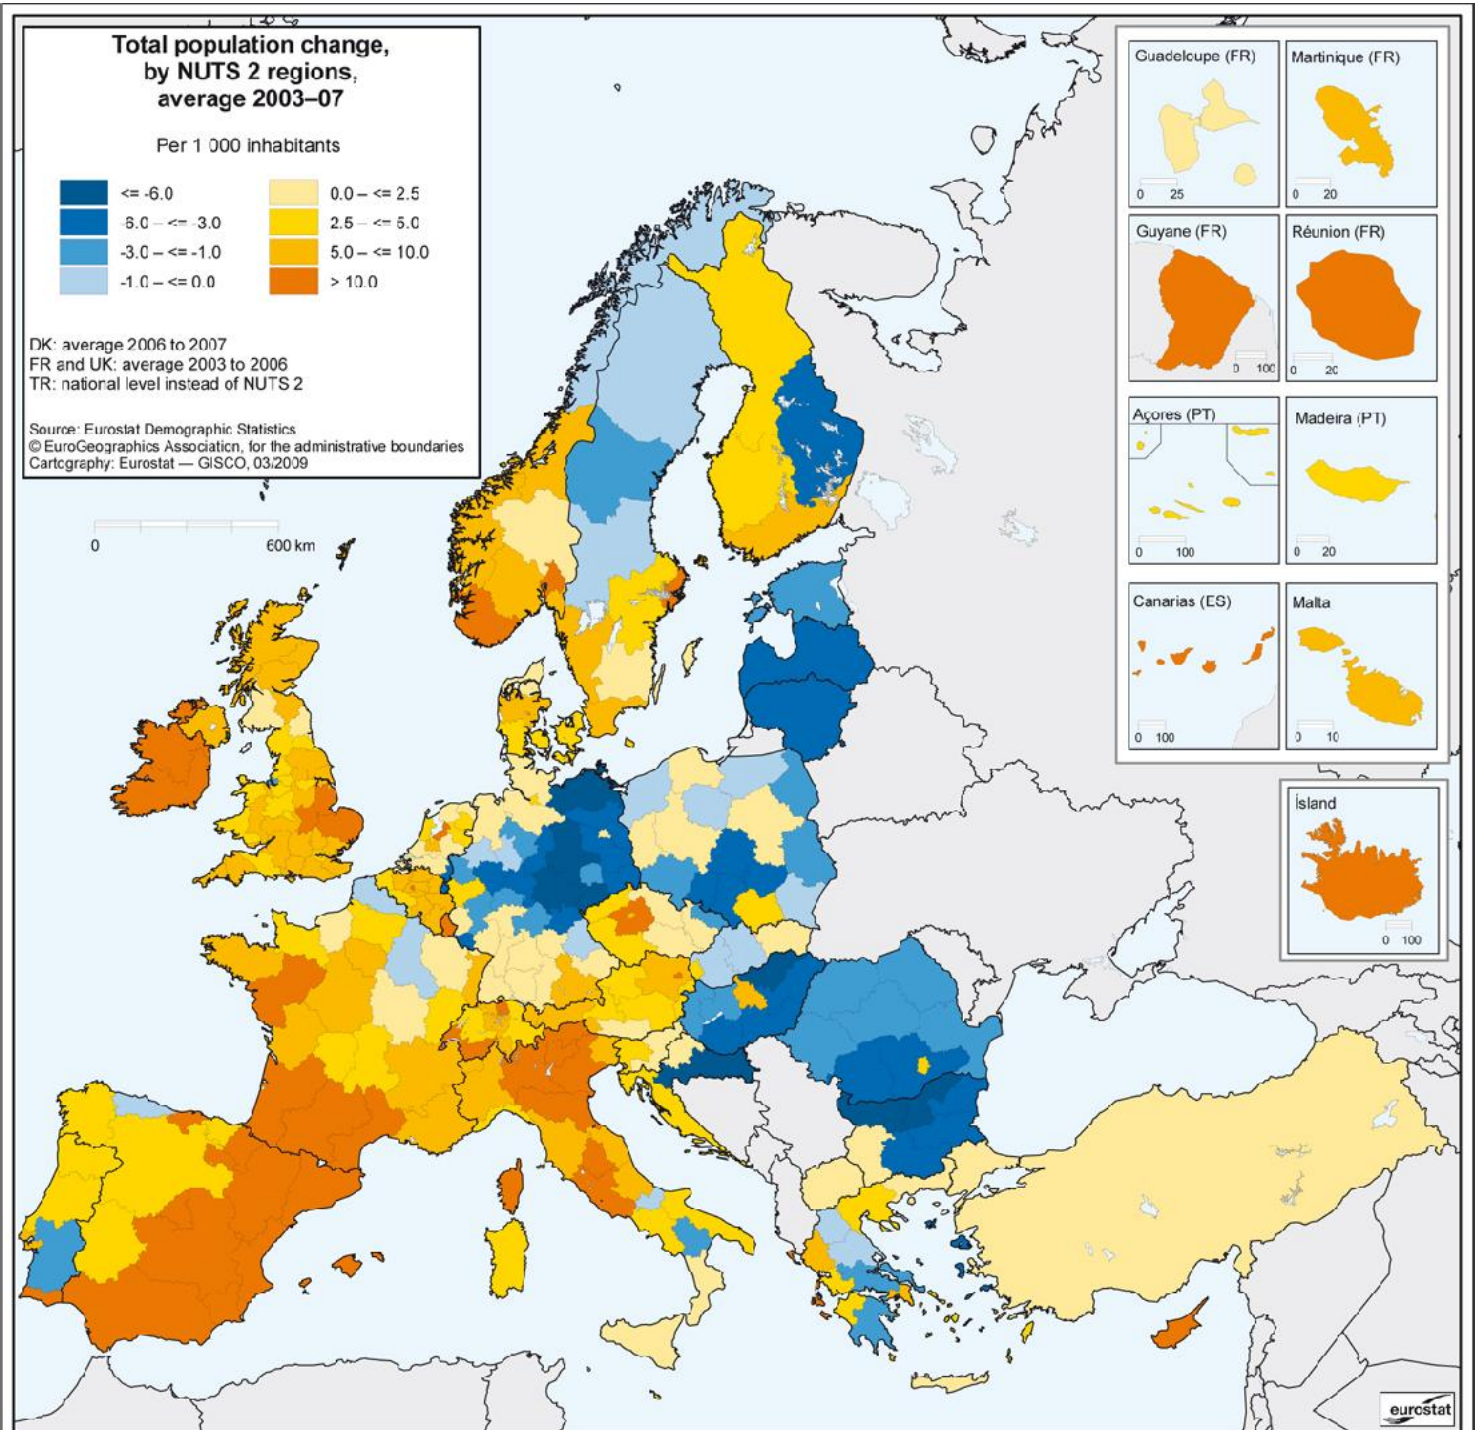 Total population change,
by NUTS 2 regions,
average 2003–07
Per 1 000 inhabitants
<= -6.0
-6.0 – <= -3.0
-3.0 – <= -1.0
-1.0 – <= 0.0
0.0 – <= 2.5
2.5 – <= 5.0
5.0 – <= 10.0
> 10.0
DK: average 2006 to 2007
FR and UK: average 2003 to 2006
TR: national level instead of NUTS 2
Source: Eurostat Demographic Statistics
© EuroGeographics Association, for the administrative boundaries
Cartography: Eurostat — GISCO, 03/2009
0 600 km
Guadeloupe (FR)
0 25
Martinique (FR)
0 20
Guyane (FR)
0 100
Réunion (FR)
0 20
Açores (PT)
0 100
Madeira (PT)
0 20
Canarias (ES)
0 100
Malta
0 10
Ísland
0 100
eurostat